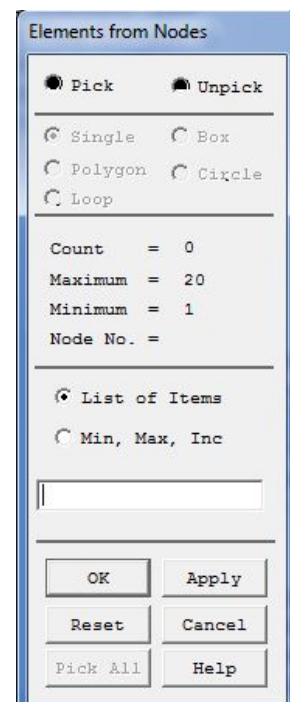 Elements from Nodes
Pick Unpick
Single Box
Polygon Circle
Loop
Count = 0
Maximum = 20
Minimum = 1
Node No. =
List of Items
Min, Max, Inc
OK Apply
Reset Cancel
Pick All Help